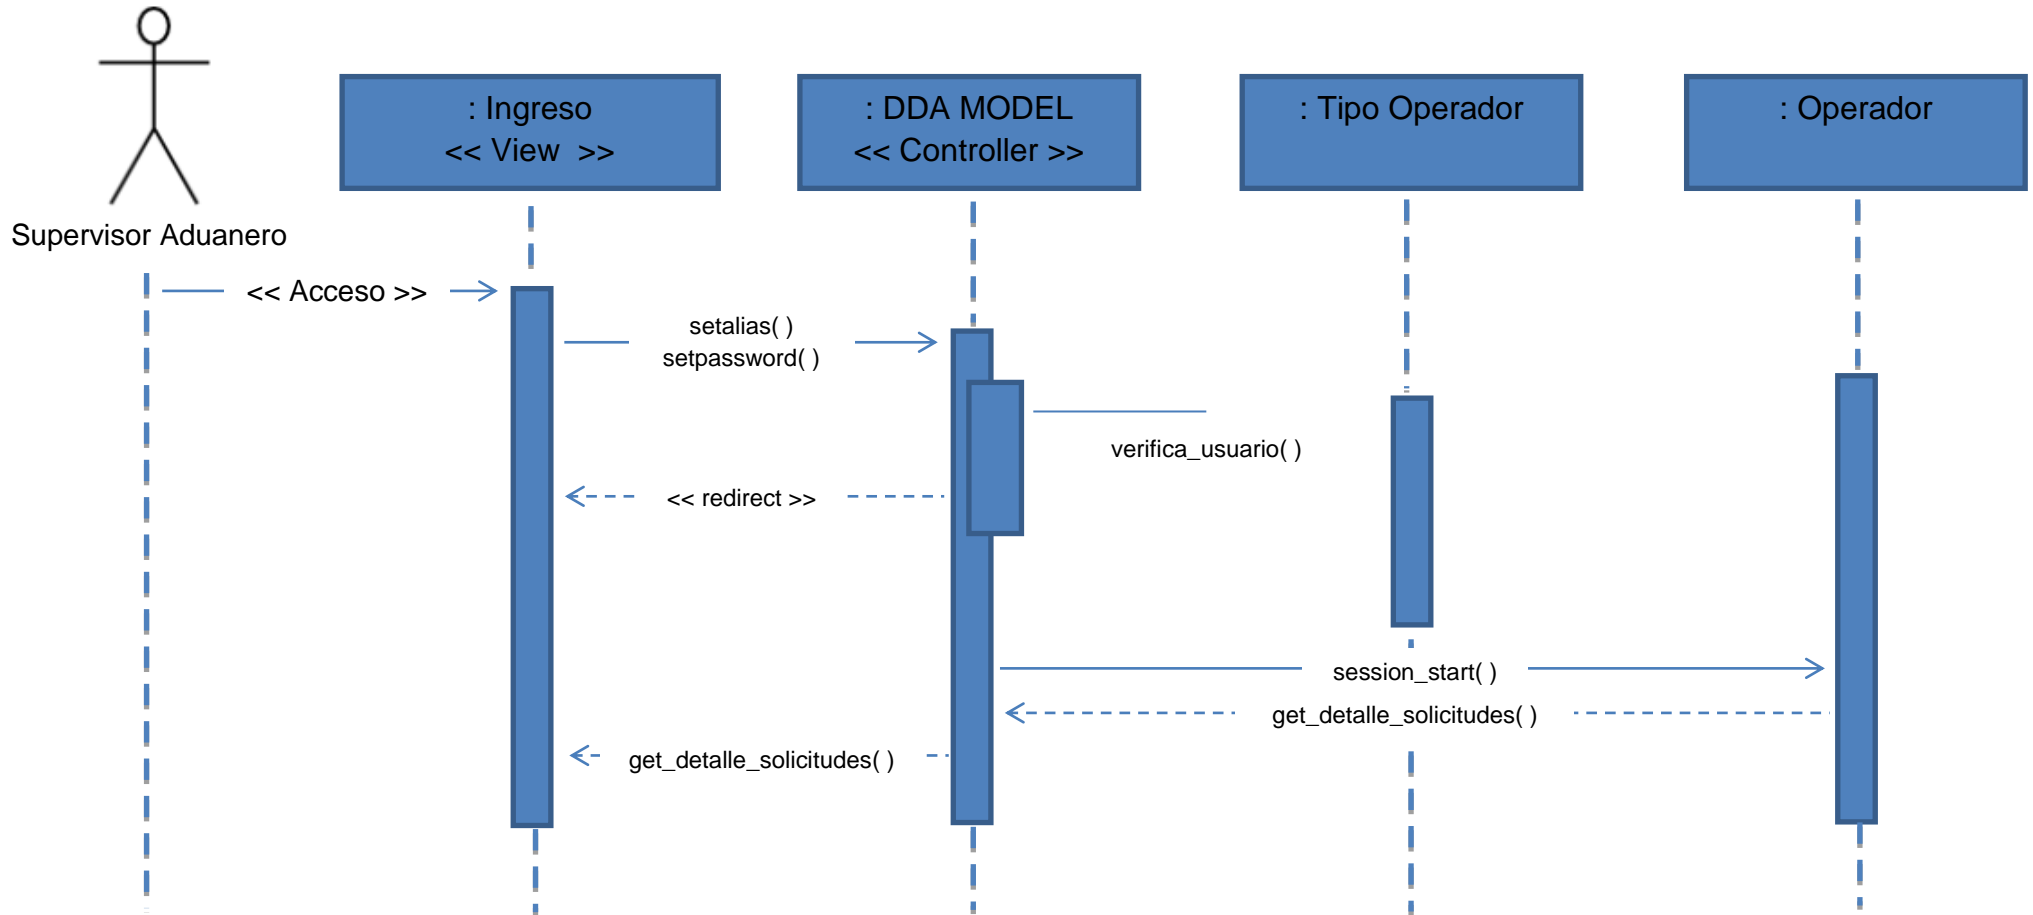 : Ingreso
<< View >>
: DDA MODEL
<< Controller >>
: Tipo Operador
: Operador
Supervisor Aduanero
<< Acceso >>
setalias( )
setpassword( )
verifica_usuario( )
<< redirect >>
session_start( )
get_detalle_solicitudes( )
get_detalle_solicitudes( )